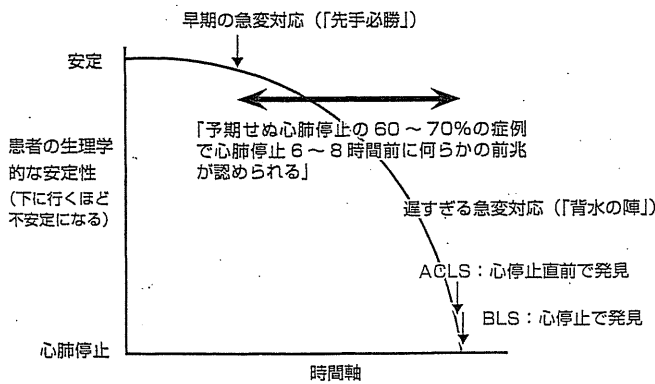 早期の急変対応（「先手必勝」）
安定
患者の生理学
的な安定性
（下に行くほど
不安定になる）
「予期せぬ心肺停止の60～70%の症例
で心肺停止6～8時間前に何らかの前兆
が認められる」
遅すぎる急変対応（「背水の陣」）
ACLS：心停止直前で発見
BLS：心停止で発見
心肺停止
時間軸